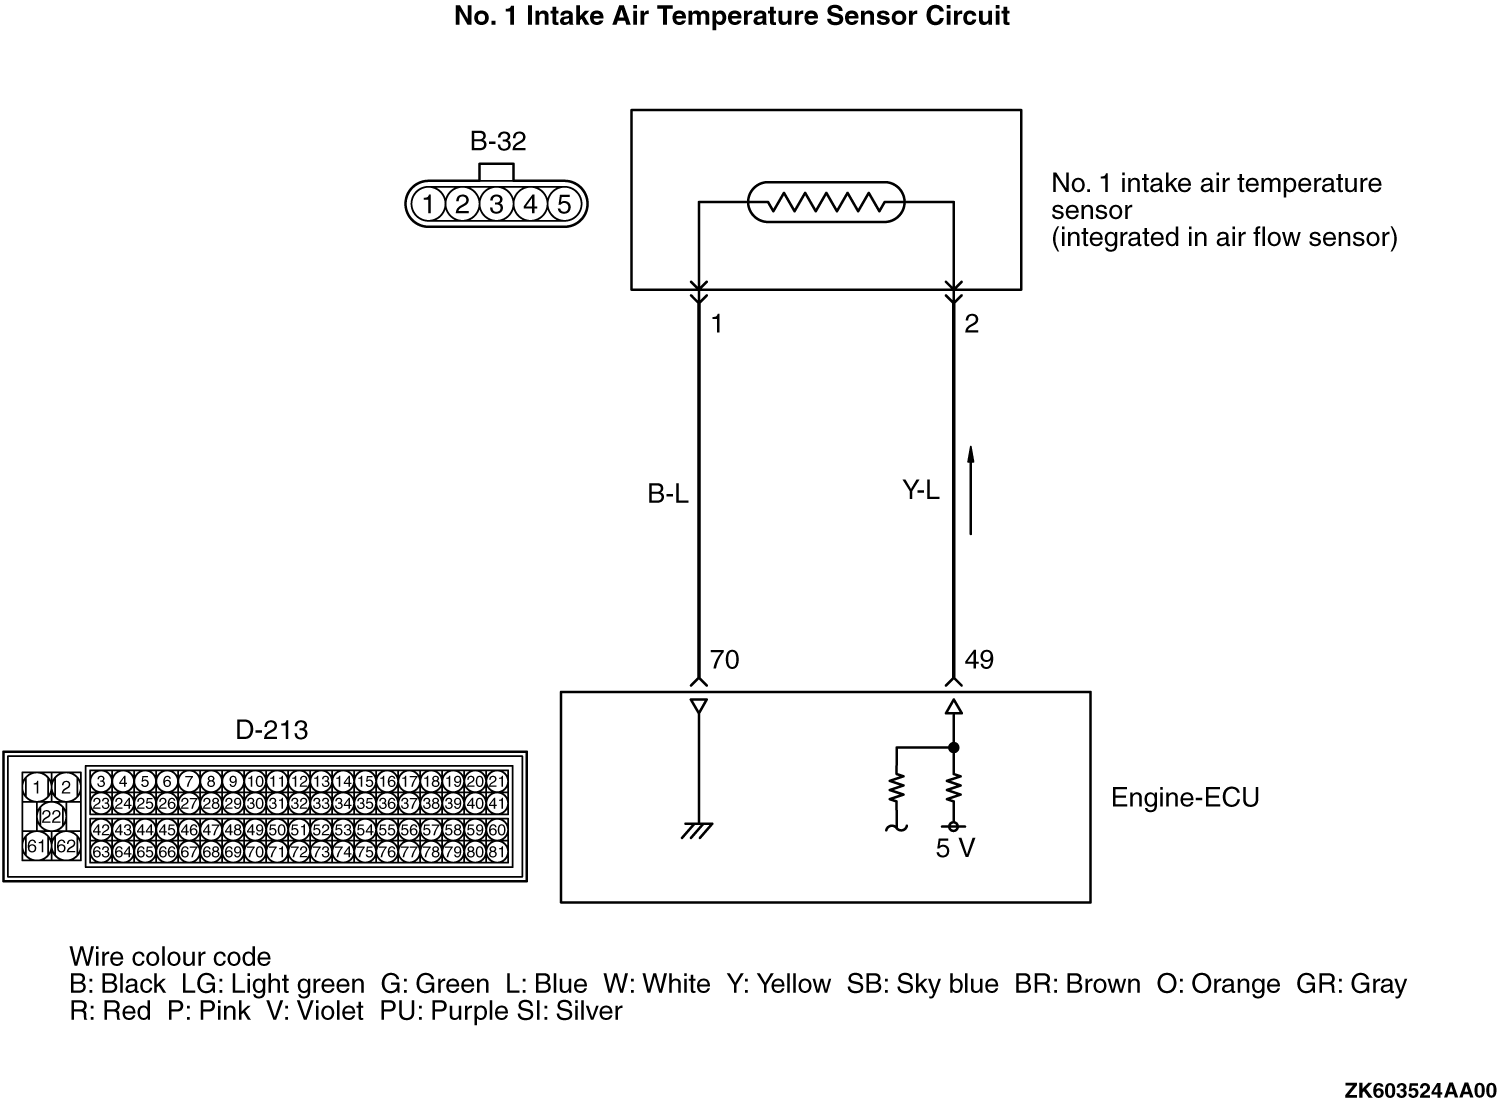 No. 1 Intake Air Temperature Sensor Circuit
B-32
1 2 3 4 5
No. 1 intake air temperature
sensor
(integrated in air flow sensor)
1
2
B-L
Y-L
70
49
D-213
1 2
22
61 62
3 4 5 6 7 8 9 10 11 12 13 14 15 16 17 18 19 20 21
23 24 25 26 27 28 29 30 31 32 33 34 35 36 37 38 39 40 41
42 43 44 45 46 47 48 49 50 51 52 53 54 55 56 57 58 59 60
63 64 65 66 67 68 69 70 71 72 73 74 75 76 77 78 79 80 81
Engine-ECU
5 V
Wire colour code
B: Black LG: Light green G: Green L: Blue W: White Y: Yellow SB: Sky blue BR: Brown O: Orange GR: Gray
R: Red P: Pink V: Violet PU: Purple SI: Silver
ZK603524AA00